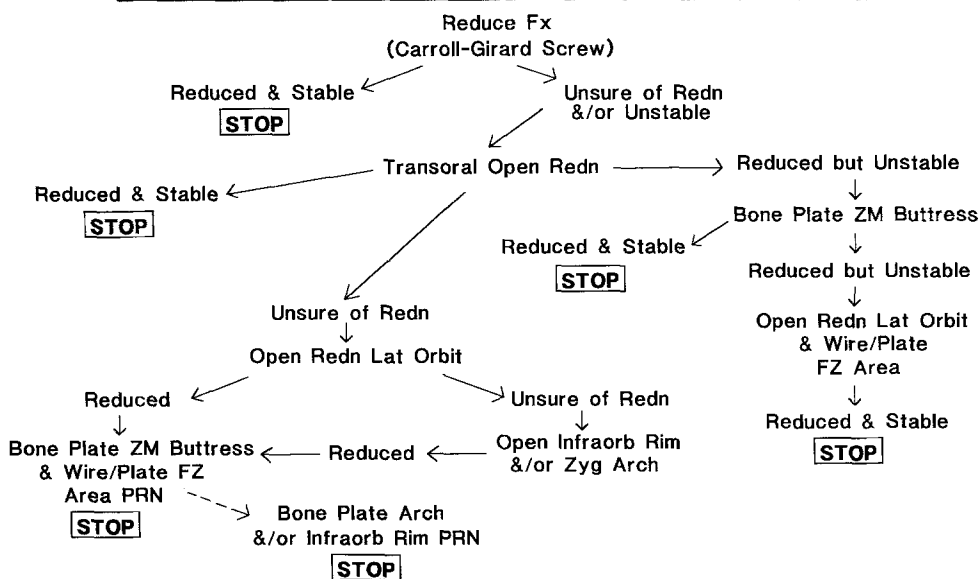 Reduce Fx
(Carroll-Girard Screw)
Reduced & Stable
STOP
Unsure of Redn
&/or Unstable
Transoral Open Redn
Reduced & Stable
STOP
Reduced but Unstable
Bone Plate ZM Buttress
Reduced & Stable
STOP
Reduced but Unstable
Open Redn Lat Orbit
& Wire/Plate
FZ Area
Reduced & Stable
STOP
Unsure of Redn
Open Redn Lat Orbit
Reduced
Unsure of Redn
Open Infraorb Rim
&/or Zyg Arch
Reduced
Bone Plate ZM Buttress
& Wire/Plate FZ
Area PRN
STOP
Bone Plate Arch
&/or Infraorb Rim PRN
STOP